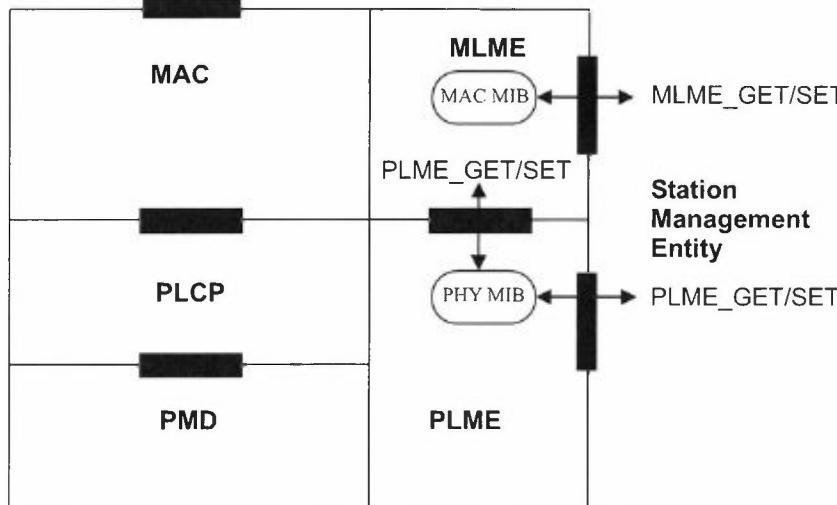 MLME
MAC
MAC MIB
MLME_GET/SET
PLME_GET/SET
Station
Management
Entity
PLCP
PHY MIB
PLME_GET/SET
PMD
PLME